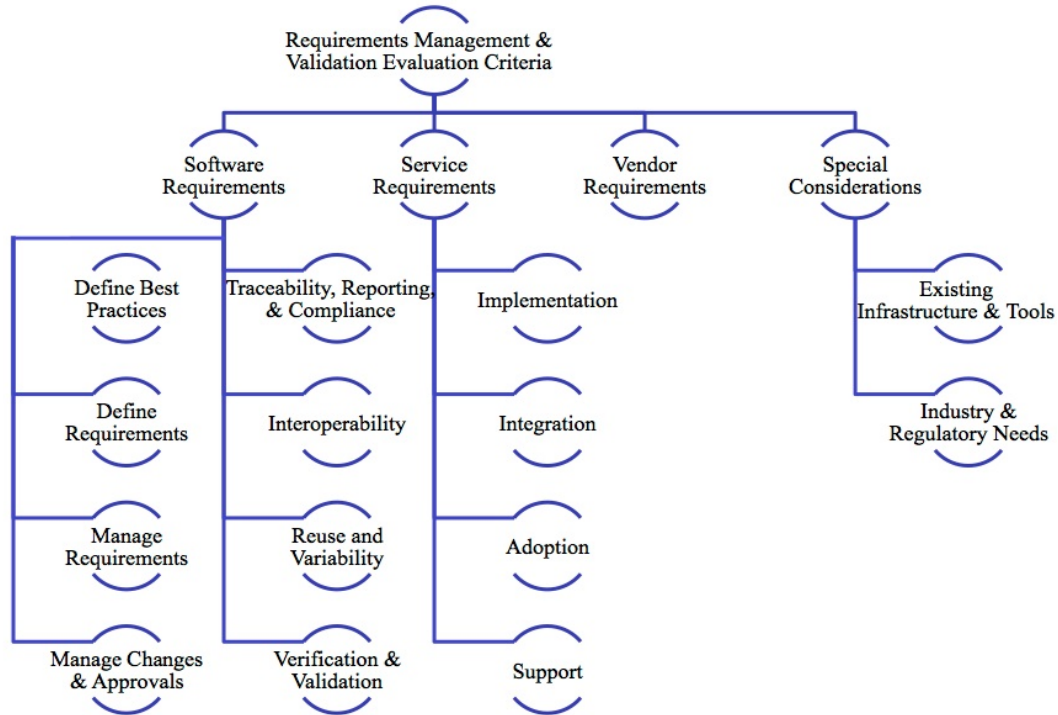 Requirements Management &
Validation Evaluation Criteria
Software
Requirements
Service
Requirements
Vendor
Requirements
Special
Considerations
Define Best
Practices
Traceability, Reporting,
& Compliance
Implementation
Existing
Infrastructure & Tools
Define
Requirements
Interoperability
Integration
Industry &
Regulatory Needs
Manage
Requirements
Reuse and
Variability
Adoption
Manage Changes
& Approvals
Verification &
Validation
Support